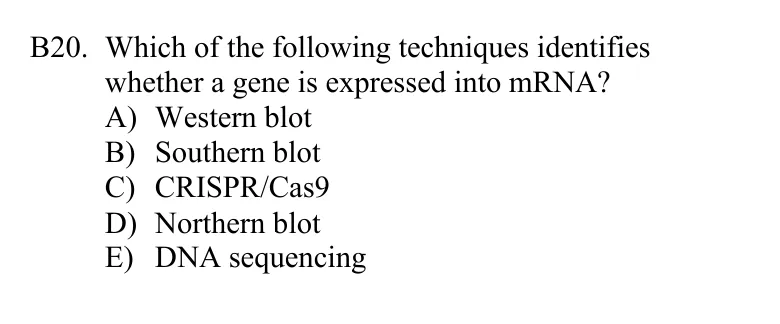 B20. Which of the following techniques identifies
whether a gene is expressed into mRNA?
A) Western blot
B) Southern blot
C) CRISPR/Cas9
D) Northern blot
E) DNA sequencing